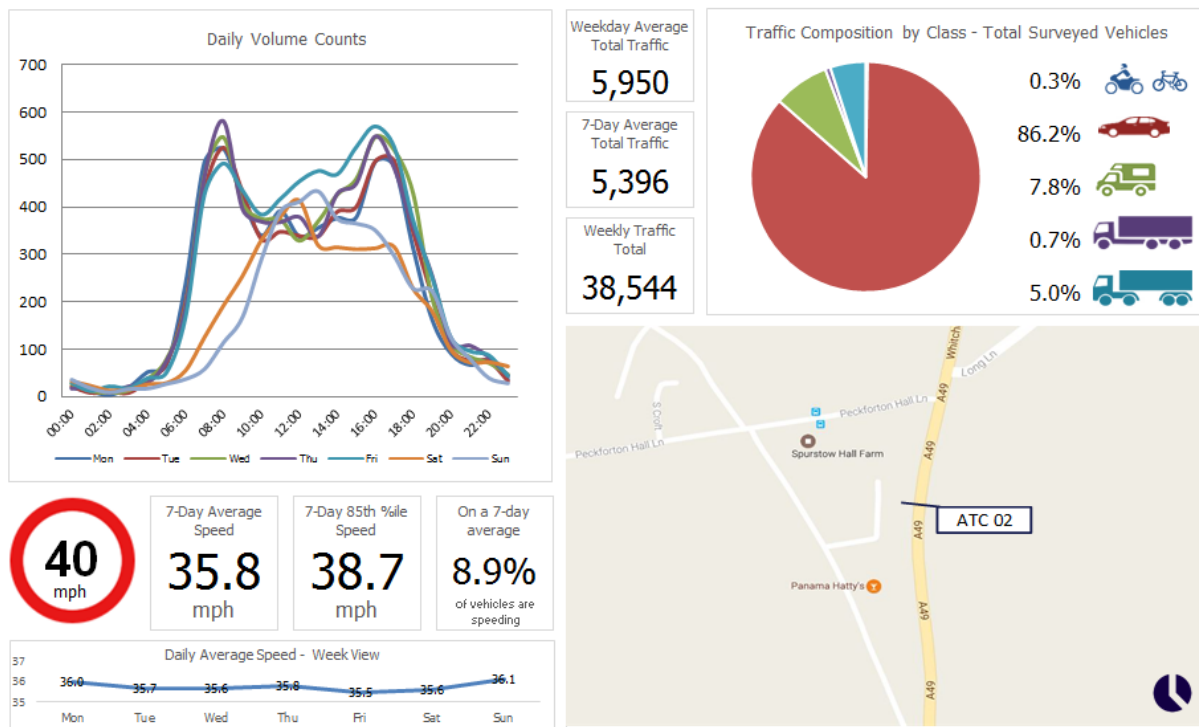 Daily Volume Counts
700
600
500
400
300
200
100
0
00:00
02:00
04:00
06:00
08:00
10:00
12:00
14:00
16:00
18:00
20:00
22:00
Mon
Tue
Wed
Thu
Fri
Sat
Sun
Weekday Average
Total Traffic
5,950
7-Day Average
Total Traffic
5,396
Weekly Traffic
Total
38,544
Traffic Composition by Class - Total Surveyed Vehicles
0.3%
86.2%
7.8%
0.7%
5.0%
40
mph
7-Day Average
Speed
35.8
mph
7-Day 85th %ile
Speed
38.7
mph
On a 7-day
average
8.9%
of vehicles are
speeding
Daily Average Speed - Week View
37
36
35
36.0
35.7
35.6
35.8
35.5
35.6
36.1
Mon
Tue
Wed
Thu
Fri
Sat
Sun
Whitch
Long Ln
A49
Peckforton Hall Ln
S Croft
A49
Peckforton Hall Ln
Spurstow Hall Farm
ATC 02
A49
Panama Hatty's
A49
A49